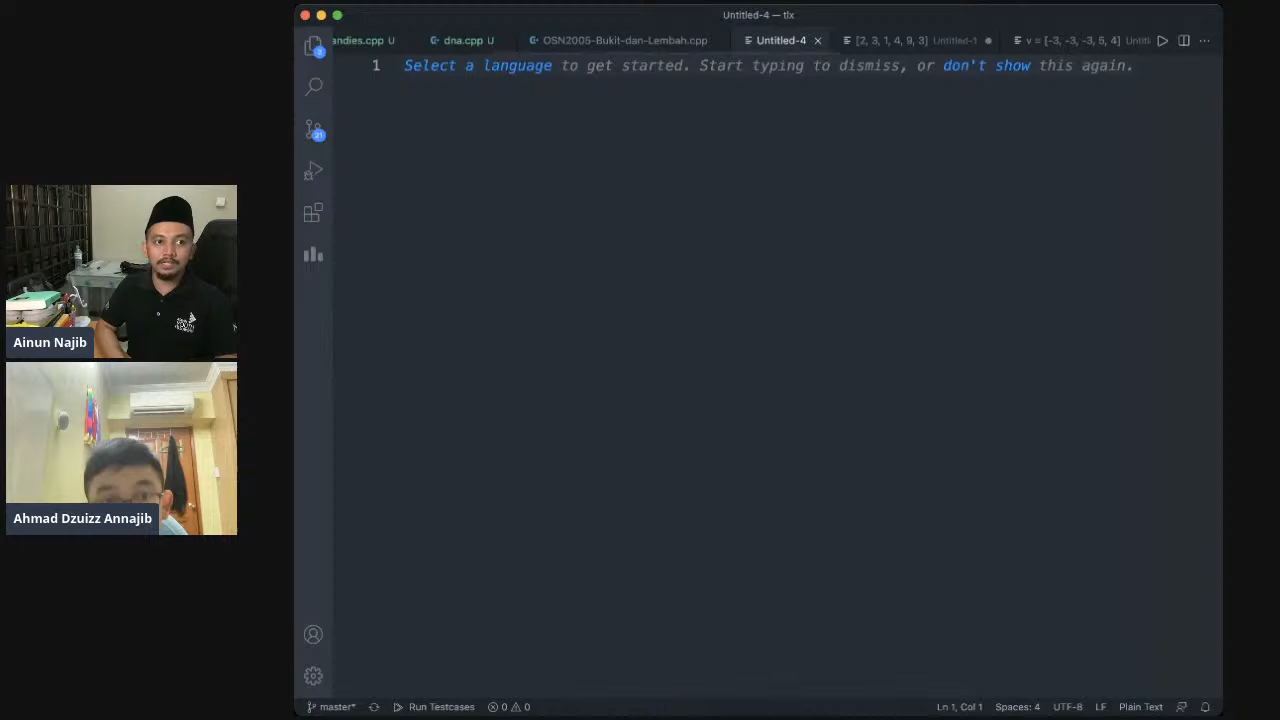 Untitled-4 — tlx
andies.cpp U
dna.cpp U
OSN2005-Bukit-dan-Lembah.cpp
Untitled-4
[2, 3, 1, 4, 9, 3] Untitled-1
v = [-3, -3, 5, 4] Untitl
2
1 Select a language to get started. Start typing to dismiss, or don't show this again.
21
Ainun Najib
Ahmad Dzuizz Annajib
master*
Run Testcases
0 0
Ln 1, Col 1
Spaces: 4
UTF-8
LF
Plain Text